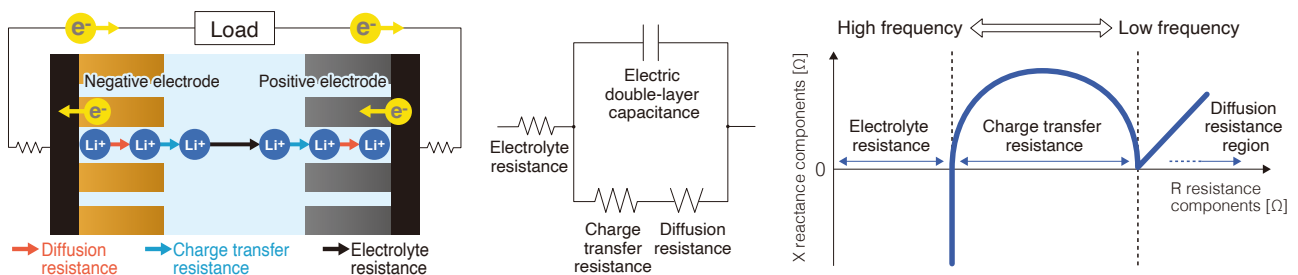 e-
Load
e-
Negative electrode
Positive electrode
e-
e-
Li+
Li+
Li+
Li+
Li+
Li+
Diffusion
resistance
Charge transfer
resistance
Electrolyte
resistance
Electric
double-layer
capacitance
Electrolyte
resistance
Charge
transfer
resistance
Diffusion
resistance
High frequency
Low frequency
X reactance components [Ω]
Electrolyte
resistance
Charge transfer
resistance
Diffusion
resistance
region
0
R resistance
components [Ω]